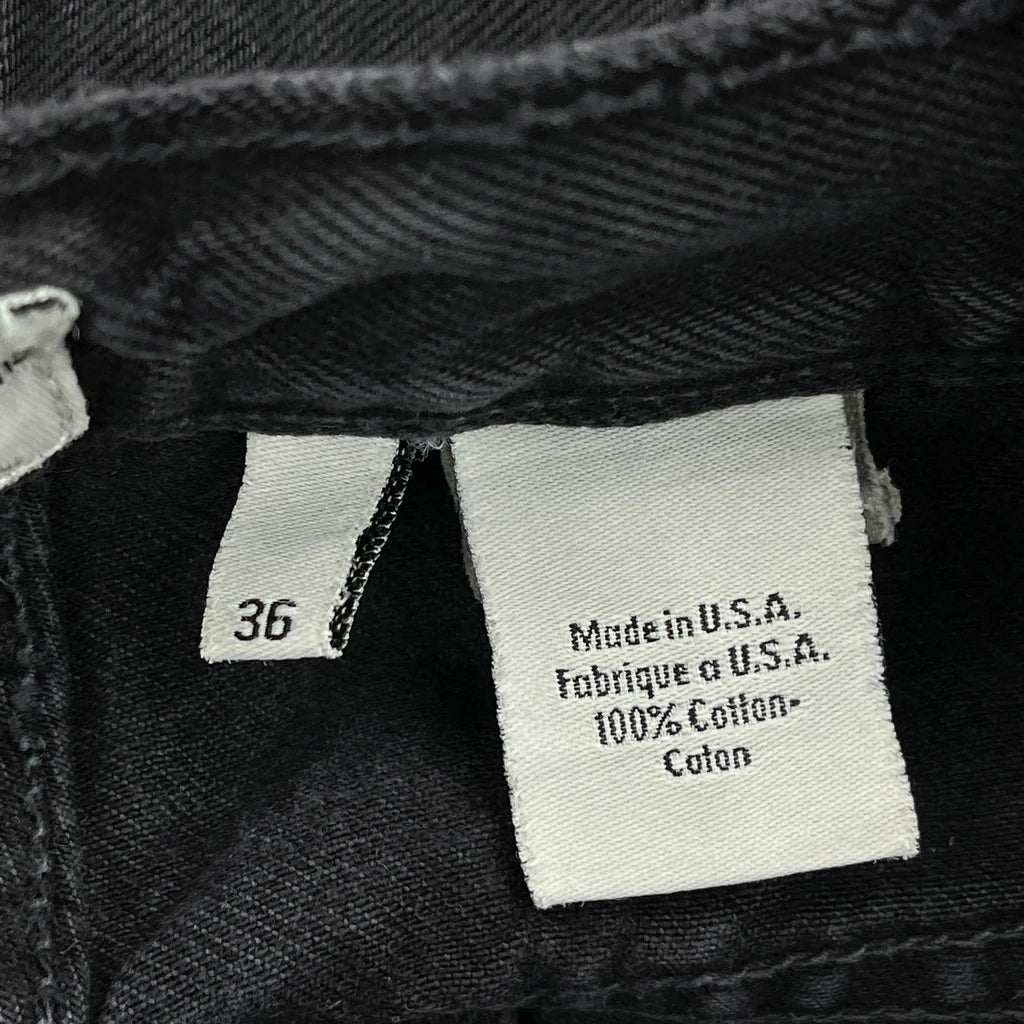 36
Made in U.S.A.
Fabrique a U.S.A.
100% Cotton-
Coton